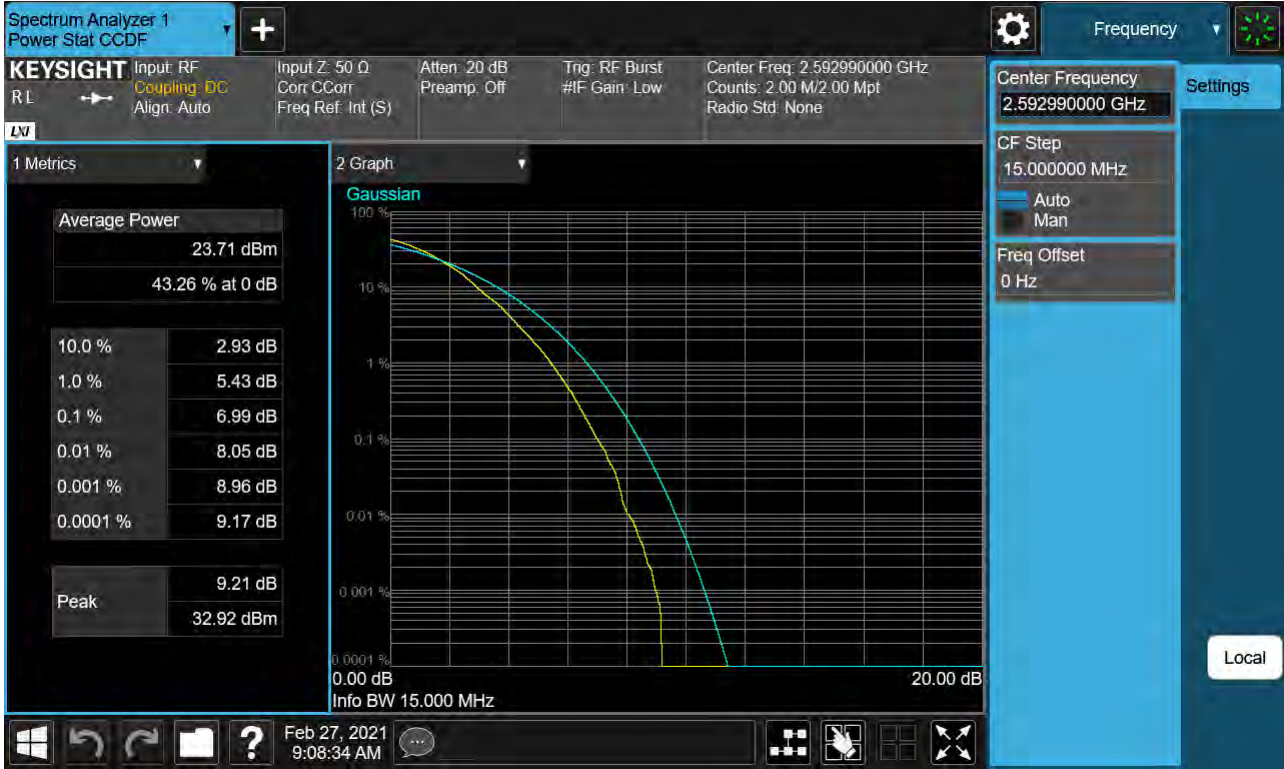 Spectrum Analyzer 1
Power Stat CCDF
Frequency
KEYSIGHT
R L
LXI
Input: RF
Coupling: DC
Align: Auto
Input Z: 50 Ω
Corr CCorr
Freq Ref: Int (S)
Atten: 20 dB
Preamp: Off
Trig: RF Burst
#IF Gain: Low
Center Freq: 2.592990000 GHz
Counts: 2.00 M/2.00 Mpt
Radio Std: None
Center Frequency
2.592990000 GHz
Settings
CF Step
15.000000 MHz
Auto
Man
Freq Offset
0 Hz
Local
1 Metrics
Average Power
23.71 dBm
43.26 % at 0 dB
10.0 % 2.93 dB
1.0 % 5.43 dB
0.1 % 6.99 dB
0.01 % 8.05 dB
0.001 % 8.96 dB
0.0001 % 9.17 dB
Peak
9.21 dB
32.92 dBm
2 Graph
Gaussian
100 %
10 %
1 %
0.1 %
0.01 %
0.001 %
0.0001 %
0.00 dB 20.00 dB
Info BW 15.000 MHz
?
Feb 27, 2021
9:08:34 AM